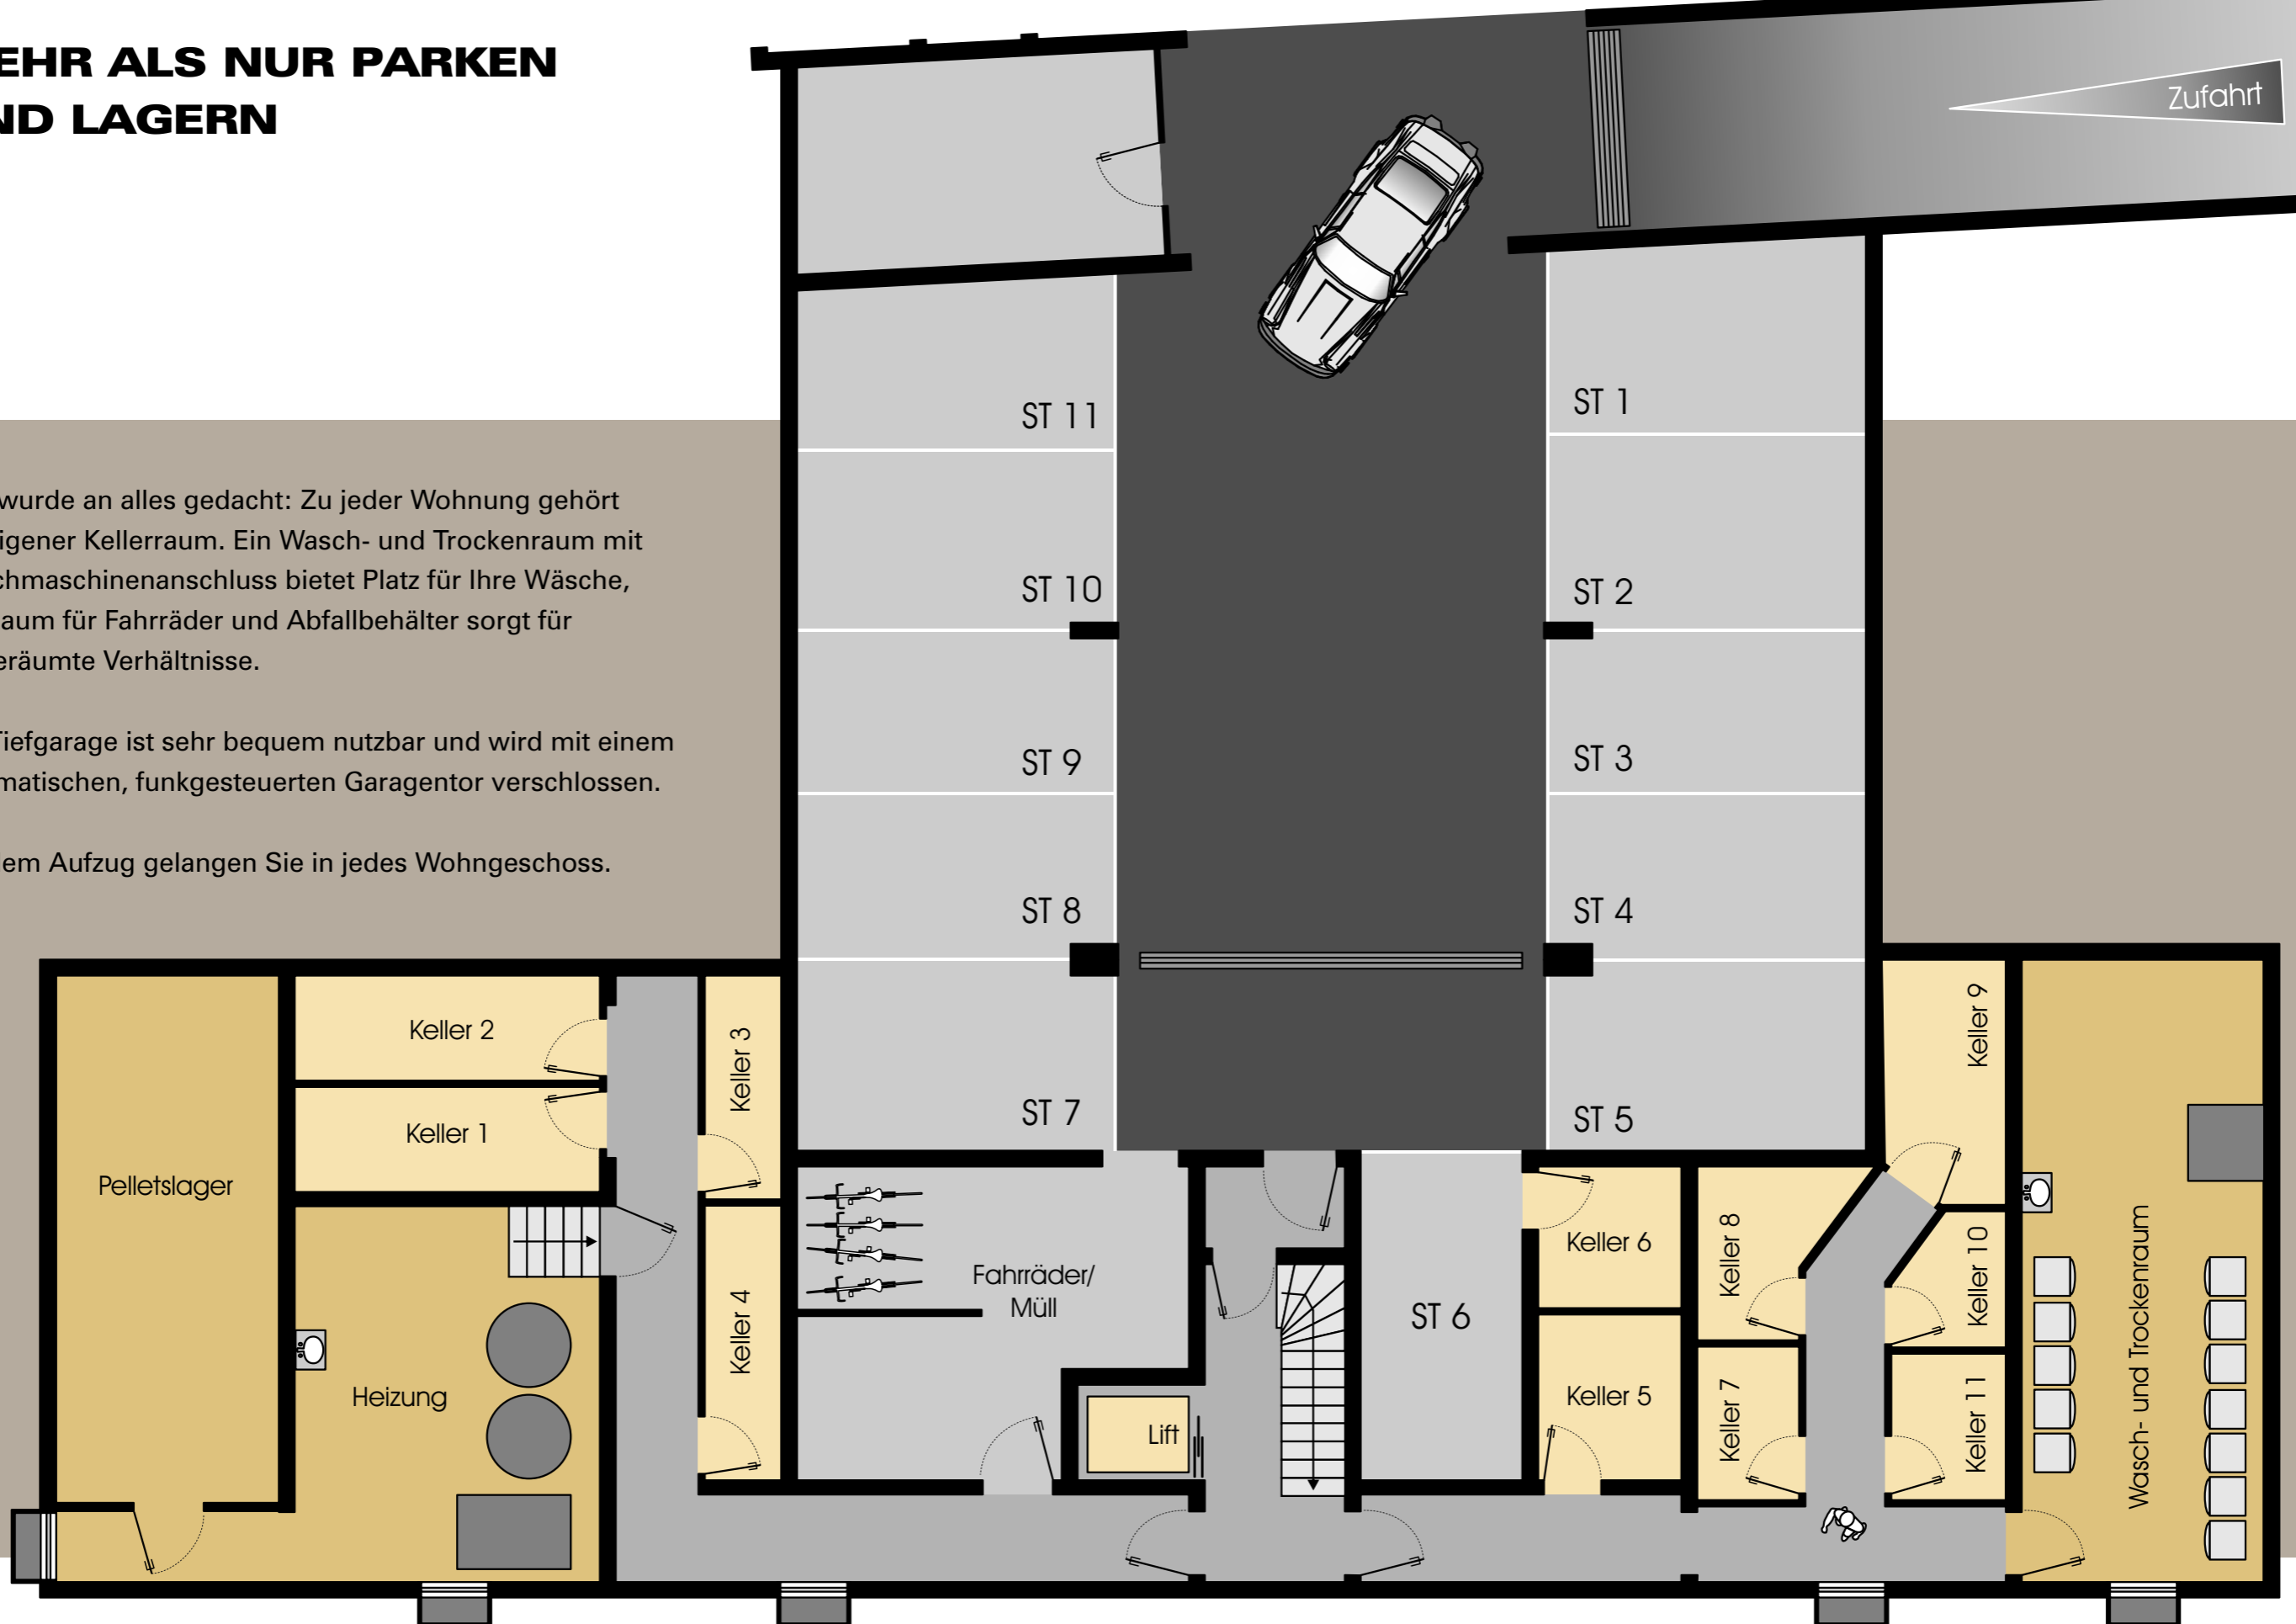 EHR ALS NUR PARKEN
ND LAGERN
Zufahrt
wurde an alles gedacht: Zu jeder Wohnung gehört
igener Kellerraum. Ein Wasch- und Trockenraum mit
chmaschinenanschluss bietet Platz für Ihre Wäsche,
aum für Fahrräder und Abfallbehälter sorgt für
eräumte Verhältnisse.
Tiefgarage ist sehr bequem nutzbar und wird mit einem
matischen, funkgesteuerten Garagentor verschlossen.
dem Aufzug gelangen Sie in jedes Wohngeschoss.
ST 11
ST 1
ST 10
ST 2
ST 9
ST 3
ST 8
ST 4
ST 7
ST 5
Keller 2
Keller 1
Keller 3
Keller 9
Pelletslager
Keller 4
Heizung
Fahrräder/
Müll
Lift
ST 6
Keller 6
Keller 5
Keller 8
Keller 7
Keller 10
Keller 11
Wasch- und Trockenraum